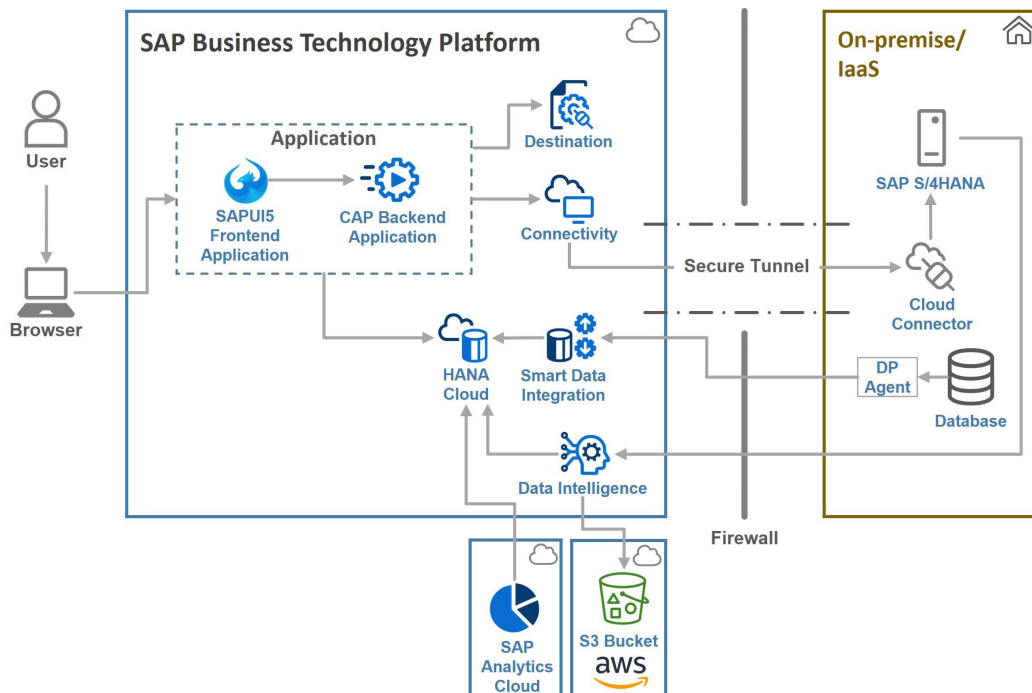 SAP Business Technology Platform
On-premise/
IaaS
User
Browser
Application
SAPUI5
Frontend
Application
CAP Backend
Application
Destination
Connectivity
Secure Tunnel
SAP S/4HANA
Cloud
Connector
HANA
Cloud
Smart Data
Integration
DP
Agent
Database
Data Intelligence
Firewall
SAP
Analytics
Cloud
S3 Bucket
aws